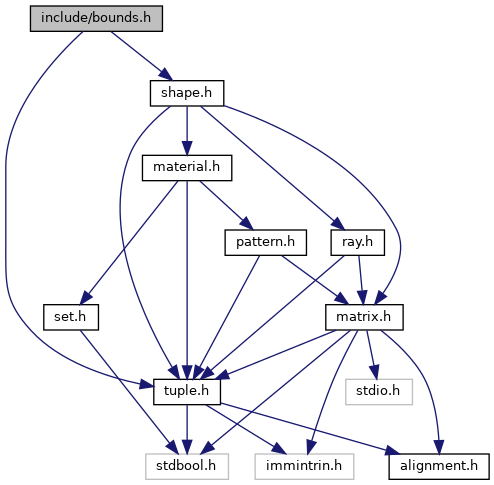 include/bounds.h
shape.h
material.h
pattern.h
ray.h
set.h
matrix.h
tuple.h
stdio.h
stdbool.h
immintrin.h
alignment.h